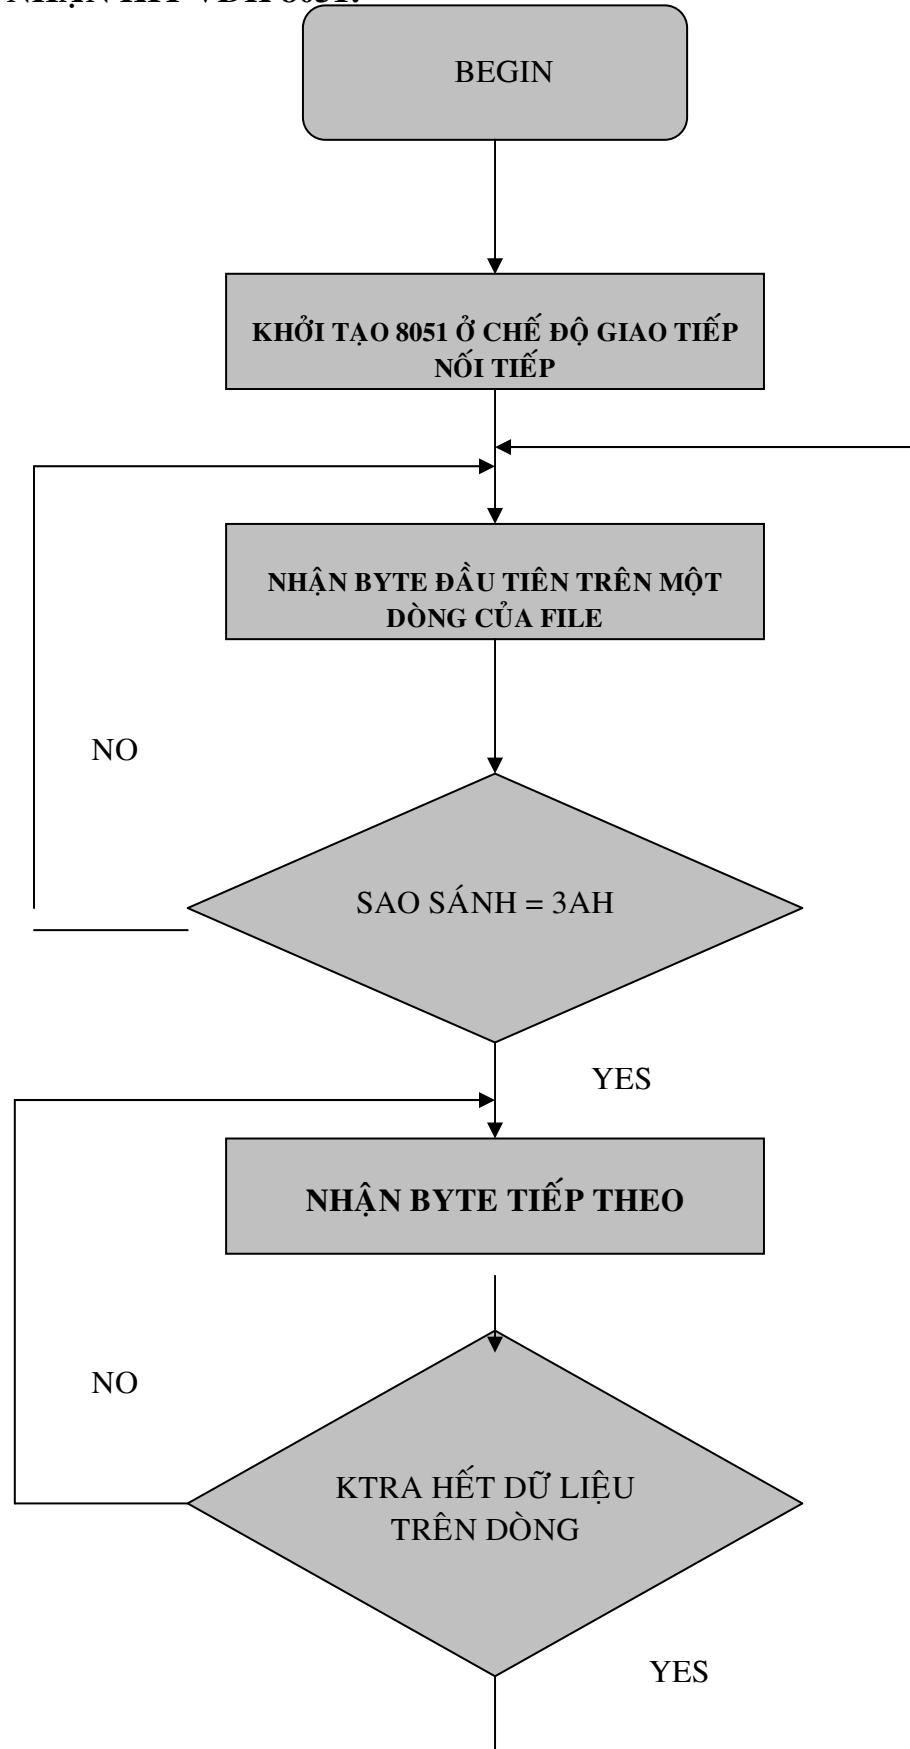 BEGIN
KHỞI TẠO 8051 Ở CHẾ ĐỘ GIAO TIẾP
NỐI TIẾP
NHẬN BYTE ĐẦU TIÊN TRÊN MỘT
DÒNG CỦA FILE
NO
SAO SÁNH = 3AH
YES
NHẬN BYTE TIẾP THEO
NO
KTRA HẾT DỮ LIỆU
TRÊN DÒNG
YES